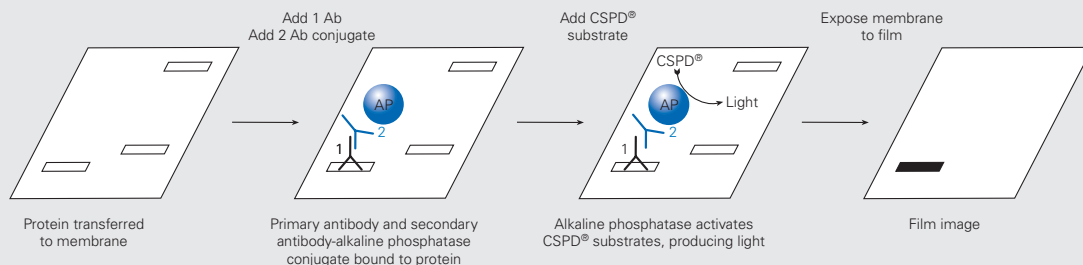 Add 1 Ab
Add 2 Ab conjugate
Add CSPD®
substrate
Expose membrane
to film
AP
2
1
CSPD®
AP
Light
2
1
Protein transferred
to membrane
Primary antibody and secondary
antibody-alkaline phosphatase
conjugate bound to protein
Alkaline phosphatase activates
CSPD® substrates, producing light
Film image